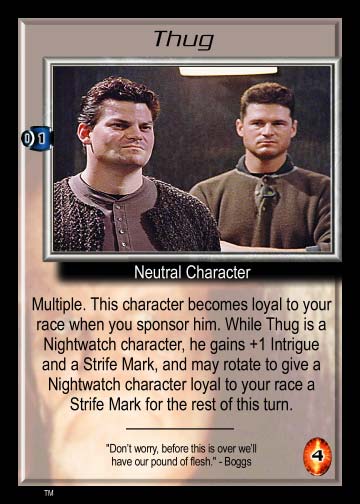 Thug
0 1
Neutral Character
Multiple. This character becomes loyal to your
race when you sponsor him. While Thug is a
Nightwatch character, he gains +1 Intrigue
and a Strife Mark, and may rotate to give a
Nightwatch character loyal to your race a
Strife Mark for the rest of this turn.
"Don't worry, before this is over we'll
have our pound of flesh." - Boggs
4
TM